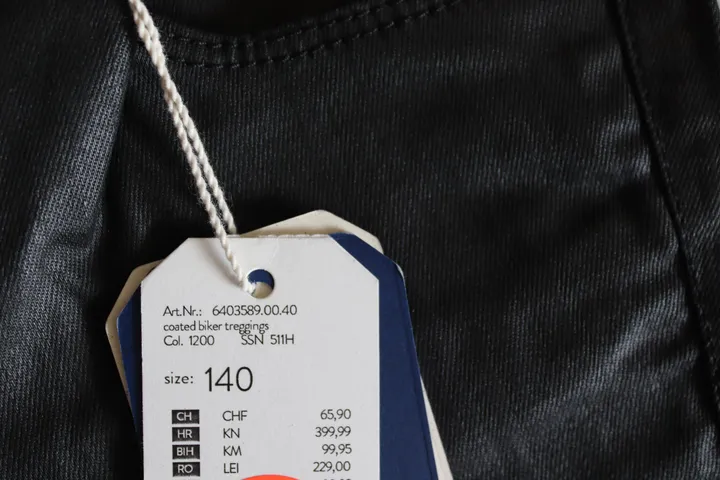 Art.Nr.: 6403589.00.40
coated biker treggings
Col. 1200 SSN 511H
size: 140
CH CHF 65,90
HR KN 399,99
BIH KM 99,95
RO LEI 229,00